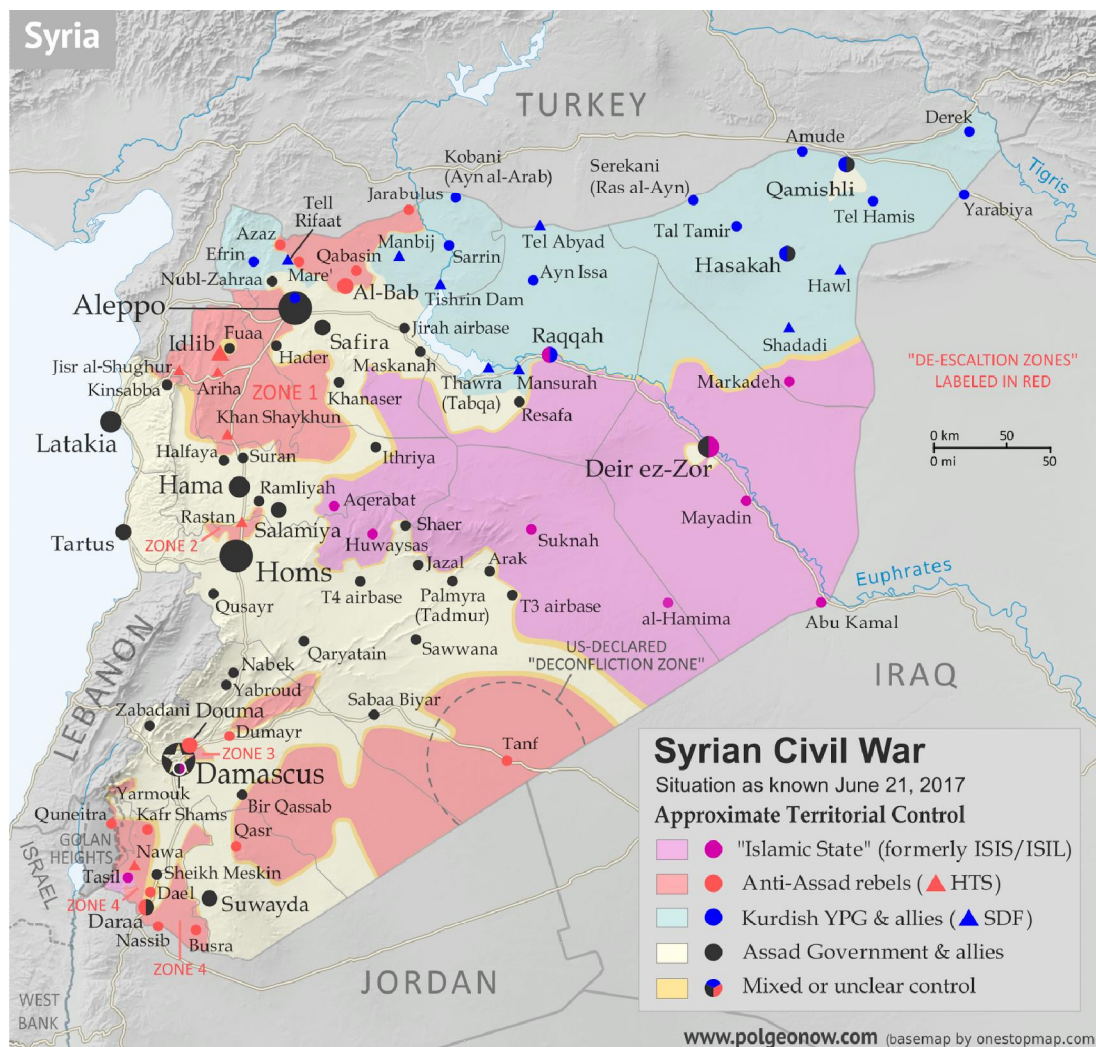 Syria
TURKEY
Derek
Amude
Kobani
(Ayn al-Arab)
Serekani
(Ras al-Ayn)
Tigris
Qamishli
Jarabulus
Tell
Rifaat
Tel Hamis
Yarabiya
Azaz
Manbij
Tel Abyad
Tal Tamir
Efrin
Qabasin
Sarrin
Hasakah
Mare'
Nubl-Zahraa
Ayn Issa
Hawl
Al-Bab
Tishrin Dam
Aleppo
Jirah airbase
Safira
Fuaa
Raqqah
Shadadi
Idlib
Hader
Maskanah
"DE-ESCALTION ZONES"
LABELED IN RED
Jisr al-Shughur
Thawra
(Tabqa)
Mansurah
Markadeh
Kinsabba
Ariha
ZONE 1
Khanaser
Resafa
Khan Shaykhun
Latakia
0 km 50
0 mi 50
Halfaya
Suran
Ithriya
Deir ez-Zor
Hama
Ramliyah
Aqerabat
Mayadin
Rastan
Salamiya
Shaer
Suknah
Tartus
ZONE 2
Huwaysas
Homs
Jazal
Arak
Euphrates
T4 airbase
Palmyra
(Tadmur)
T3 airbase
Qusayr
al-Hamima
Abu Kamal
Qaryatain
Sawwana
US-DECLARED
"DECONFLICTION ZONE"
LEBANON
Nabek
IRAQ
Yabroud
Sabaa Biyar
Zabadani
Douma
Dumayr
ZONE 3
Tanf
Damascus
Yarmouk
Bir Qassab
Quneitra
Kafr Shams
GOLAN
HEIGHTS
Qasr
Nawa
ISRAEL
Tasil
Sheikh Meskin
Dael
Suwayda
ZONE 4
Daraa
Nassib
Busra
ZONE 4
JORDAN
WEST
BANK
Syrian Civil War
Situation as known June 21, 2017
Approximate Territorial Control
"Islamic State" (formerly ISIS/ISIL)
Anti-Assad rebels ( HTS)
Kurdish YPG & allies ( SDF)
Assad Government & allies
Mixed or unclear control
www.polgeonow.com (basemap by onestopmap.com